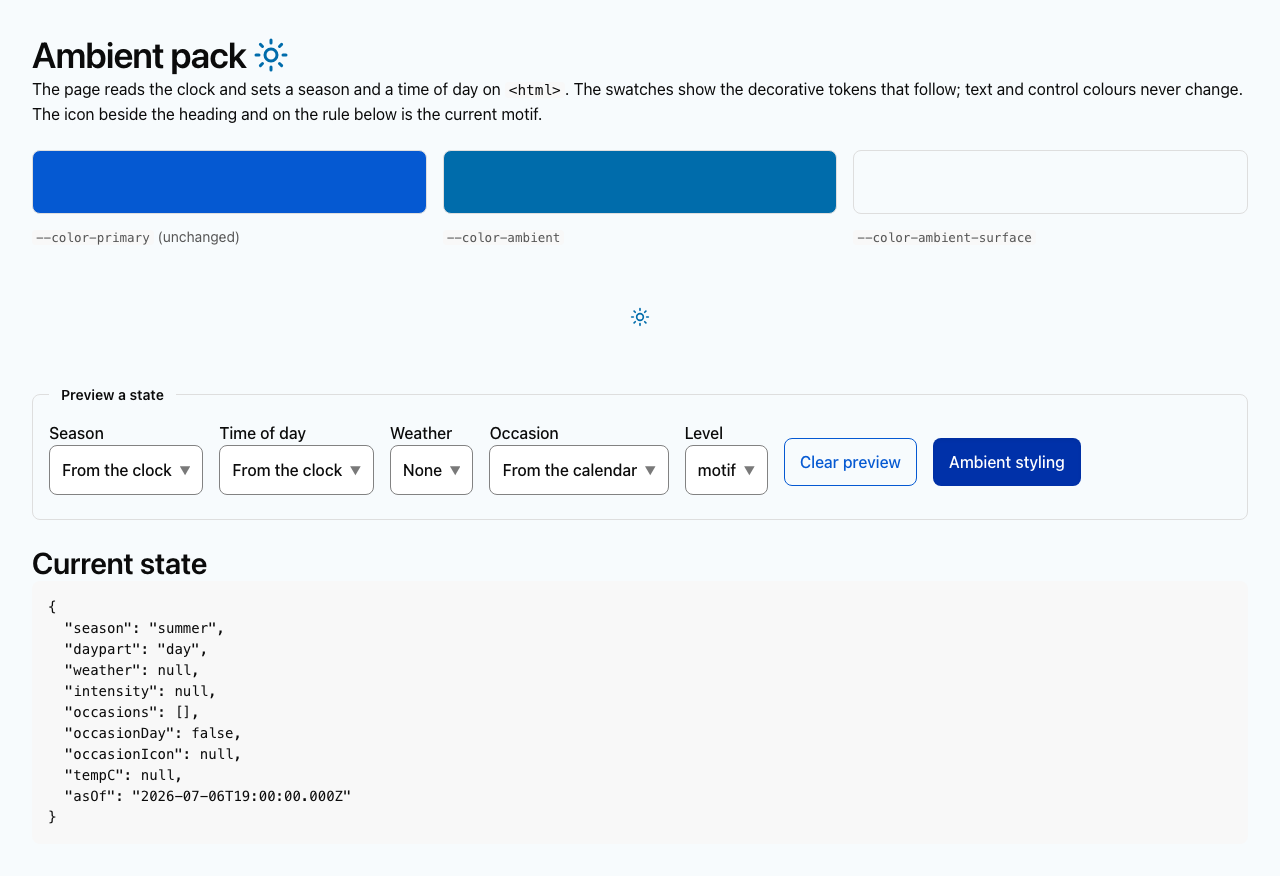 Ambient pack
The page reads the clock and sets a season and a time of day on <html>. The swatches show the decorative tokens that follow; text and control colours never change.
The icon beside the heading and on the rule below is the current motif.
--color-primary (unchanged)
--color-ambient
--color-ambient-surface
Preview a state
Season
Time of day
Weather
Occasion
Level
From the clock
From the clock
None
From the calendar
motif
Clear preview
Ambient styling
Current state
{
  "season": "summer",
  "daypart": "day",
  "weather": null,
  "intensity": null,
  "occasions": [],
  "occasionDay": false,
  "occasionIcon": null,
  "tempC": null,
  "asOf": "2026-07-06T19:00:00.000Z"
}